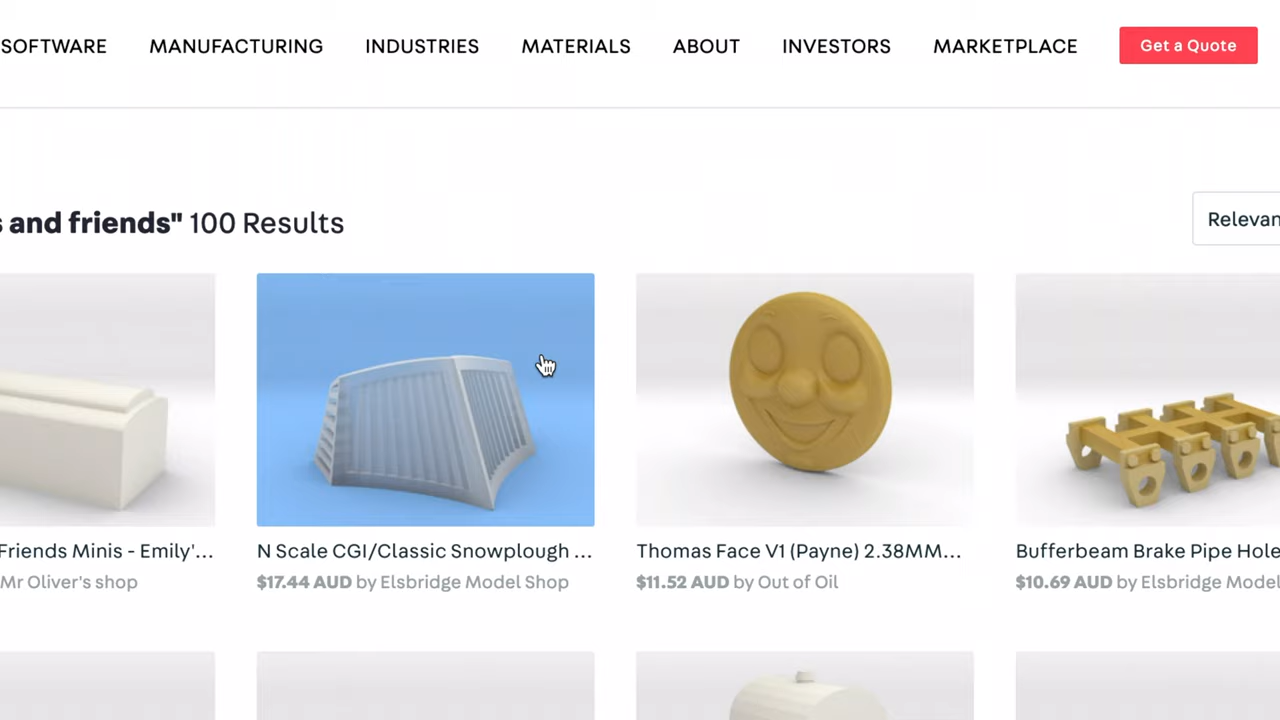 SOFTWARE MANUFACTURING INDUSTRIES MATERIALS ABOUT INVESTORS MARKETPLACE Get a Quote
s and friends" 100 Results
Relevan
Friends Minis - Emily'... N Scale CGI/Classic Snowplough ... Thomas Face V1 (Payne) 2.38MM... Bufferbeam Brake Pipe Hole
Mr Oliver's shop $17.44 AUD by Elsbridge Model Shop $11.52 AUD by Out of Oil $10.69 AUD by Elsbridge Model